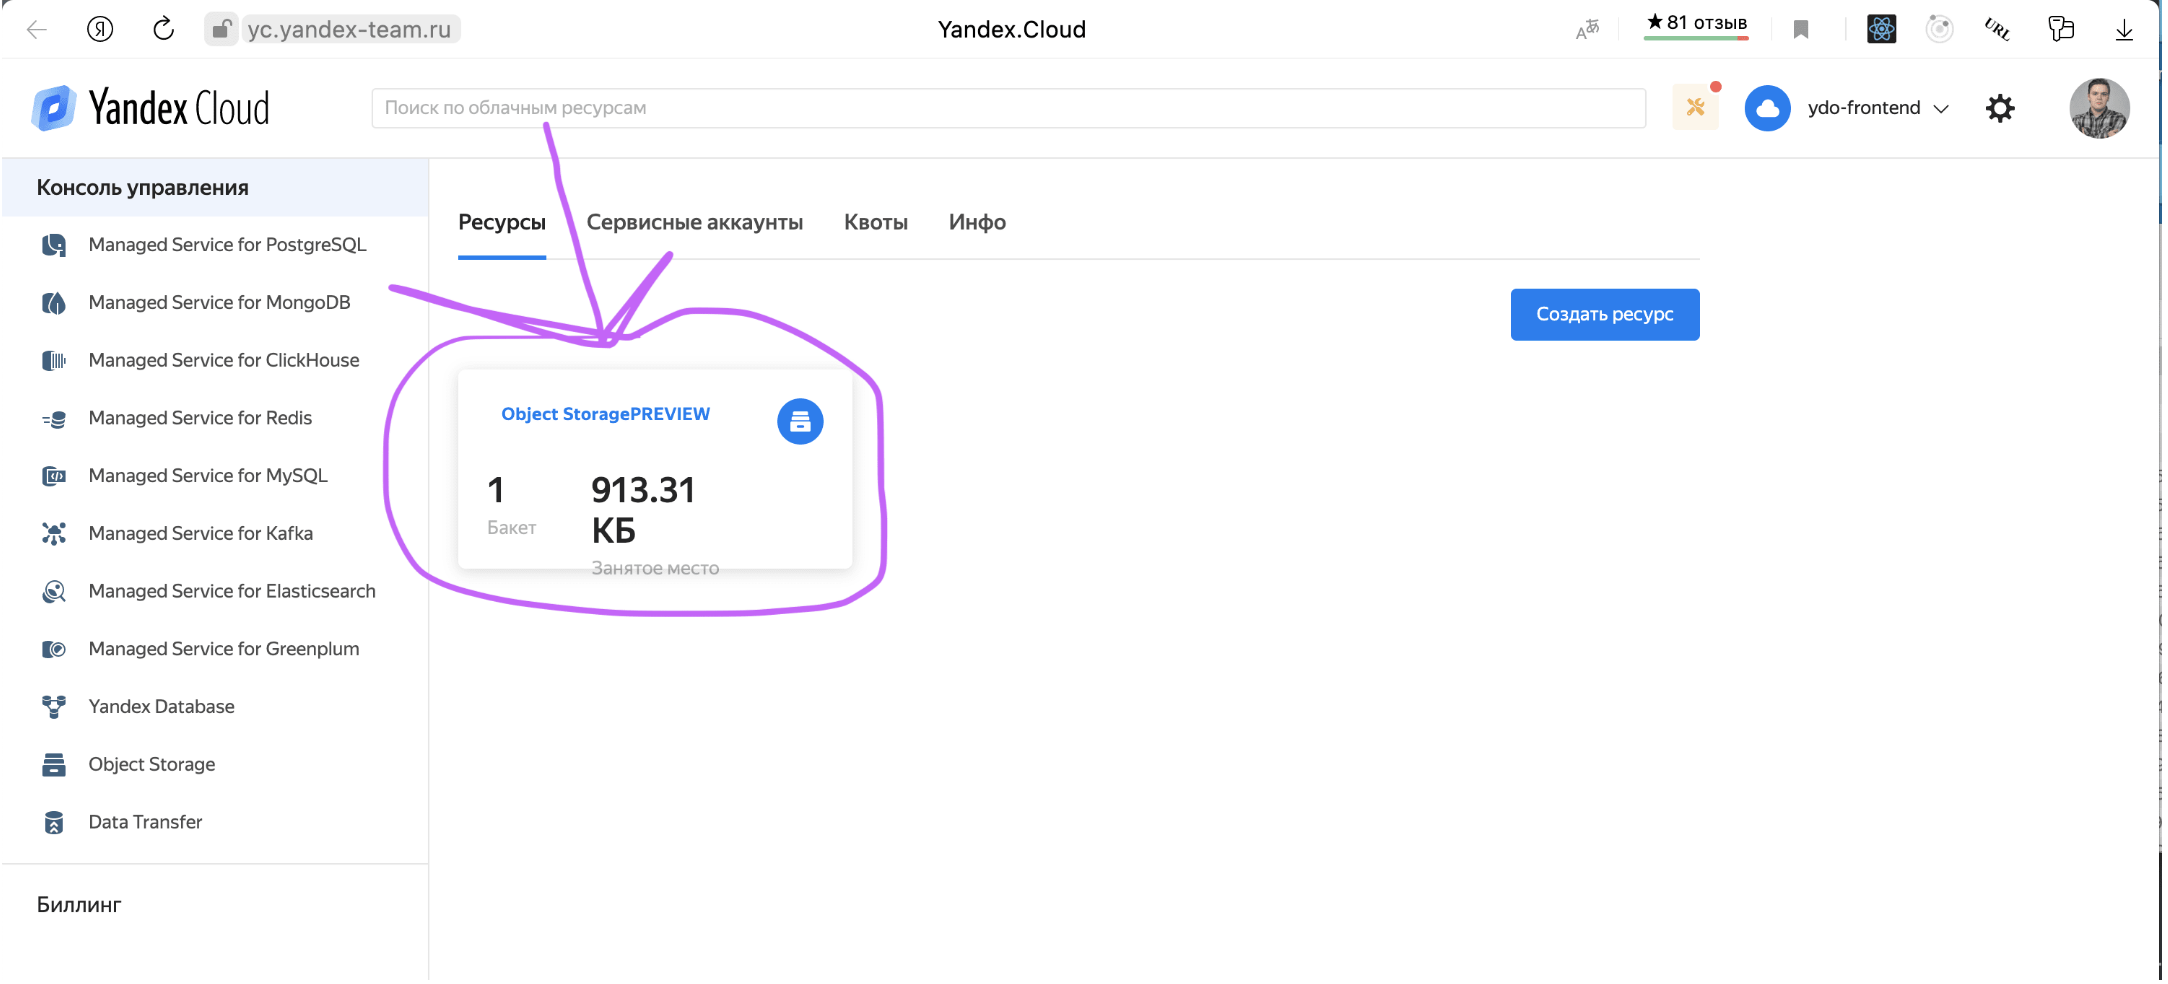 yc.yandex-team.ru
Yandex.Cloud
★81 отзыв
URL
Yandex Cloud
Поиск по облачным ресурсам
ydo-frontend
Консоль управления
Managed Service for PostgreSQL
Managed Service for MongoDB
Managed Service for ClickHouse
Managed Service for Redis
Managed Service for MySQL
Managed Service for Kafka
Managed Service for Elasticsearch
Managed Service for Greenplum
Yandex Database
Object Storage
Data Transfer
Биллинг
Ресурсы
Сервисные аккаунты
Квоты
Инфо
Создать ресурс
Object StoragePREVIEW
1
Бакет
913.31
КБ
Занятое место